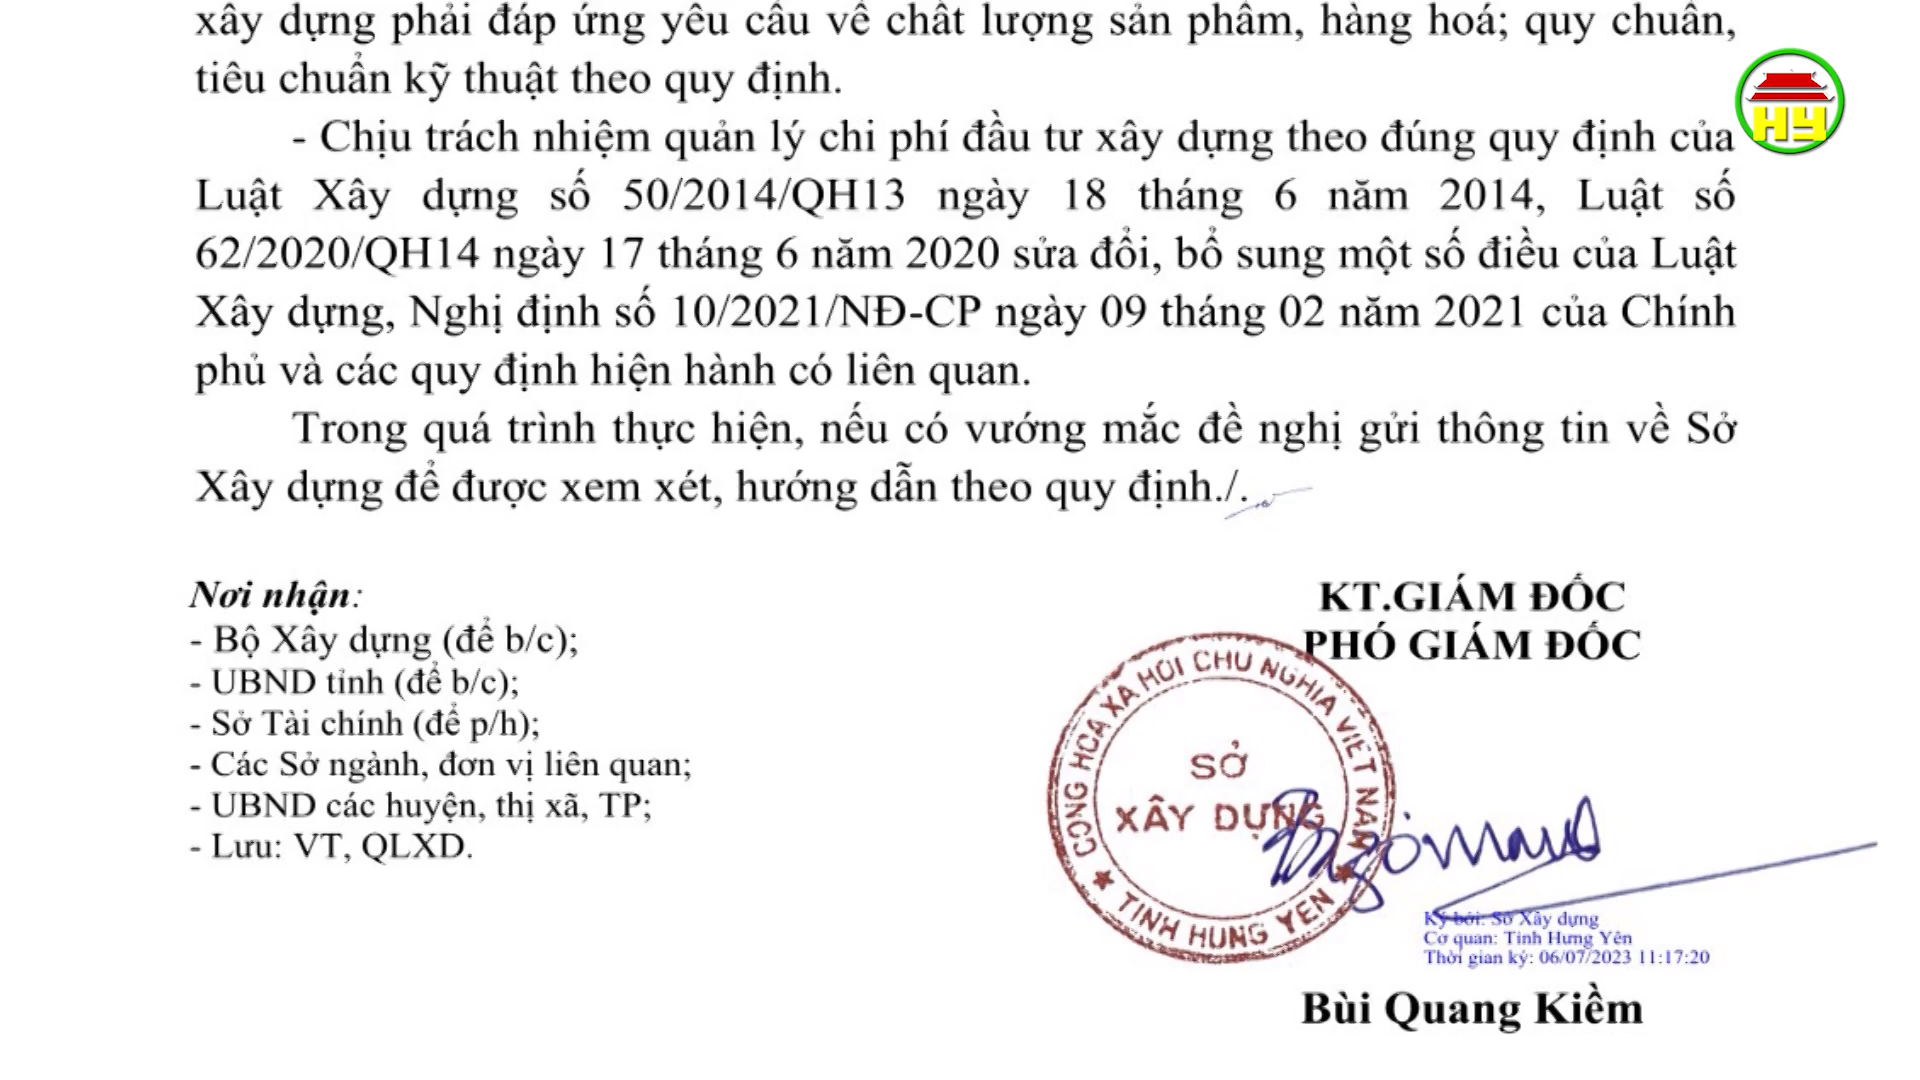 xây dựng phải đáp ứng yêu cầu về chất lượng sản phẩm, hàng hoá; quy chuẩn,
tiêu chuẩn kỹ thuật theo quy định.
- Chịu trách nhiệm quản lý chi phí đầu tư xây dựng theo đúng quy định của
Luật Xây dựng số 50/2014/QH13 ngày 18 tháng 6 năm 2014, Luật số
62/2020/QH14 ngày 17 tháng 6 năm 2020 sửa đổi, bổ sung một số điều của Luật
Xây dựng, Nghị định số 10/2021/NĐ-CP ngày 09 tháng 02 năm 2021 của Chính
phủ và các quy định hiện hành có liên quan.
Trong quá trình thực hiện, nếu có vướng mắc đề nghị gửi thông tin về Sở
Xây dựng để được xem xét, hướng dẫn theo quy định./.
HY
Nơi nhận:
- Bộ Xây dựng (để b/c);
- UBND tỉnh (để b/c);
- Sở Tài chính (để p/h);
- Các Sở ngành, đơn vị liên quan;
- UBND các huyện, thị xã, TP;
- Lưu: VT, QLXD.
KT.GIÁM ĐỐC
PHÓ GIÁM ĐỐC
CỘNG HOÀ XÃ HỘI CHỦ NGHĨA VIỆT NAM
SỞ
XÂY DỰNG
TỈNH HƯNG YÊN
Ký bởi: Sở Xây dựng
Cơ quan: Tỉnh Hưng Yên
Thời gian ký: 06/07/2023 11:17:20
Bùi Quang Kiềm